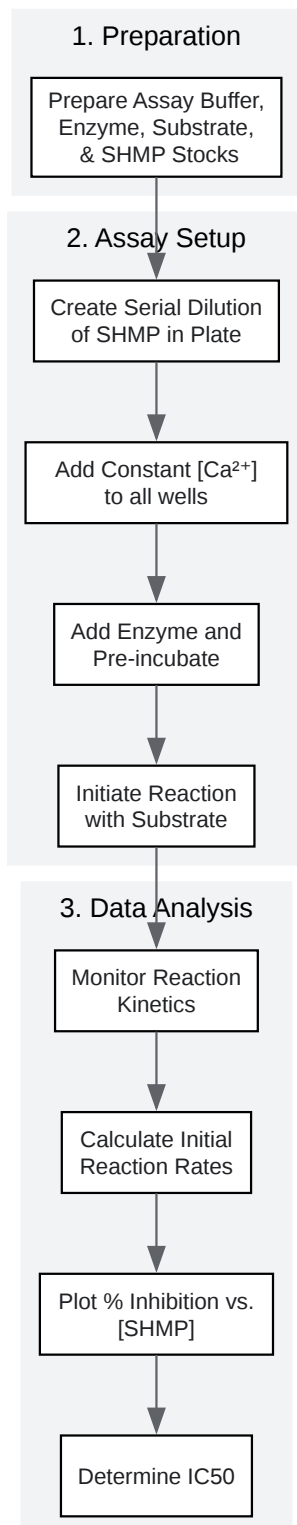 1. Preparation
Prepare Assay Buffer,
Enzyme, Substrate,
& SHMP Stocks
2. Assay Setup
Create Serial Dilution
of SHMP in Plate
Add Constant [Ca²⁺]
to all wells
Add Enzyme and
Pre-incubate
Initiate Reaction
with Substrate
3. Data Analysis
Monitor Reaction
Kinetics
Calculate Initial
Reaction Rates
Plot % Inhibition vs.
[SHMP]
Determine IC50